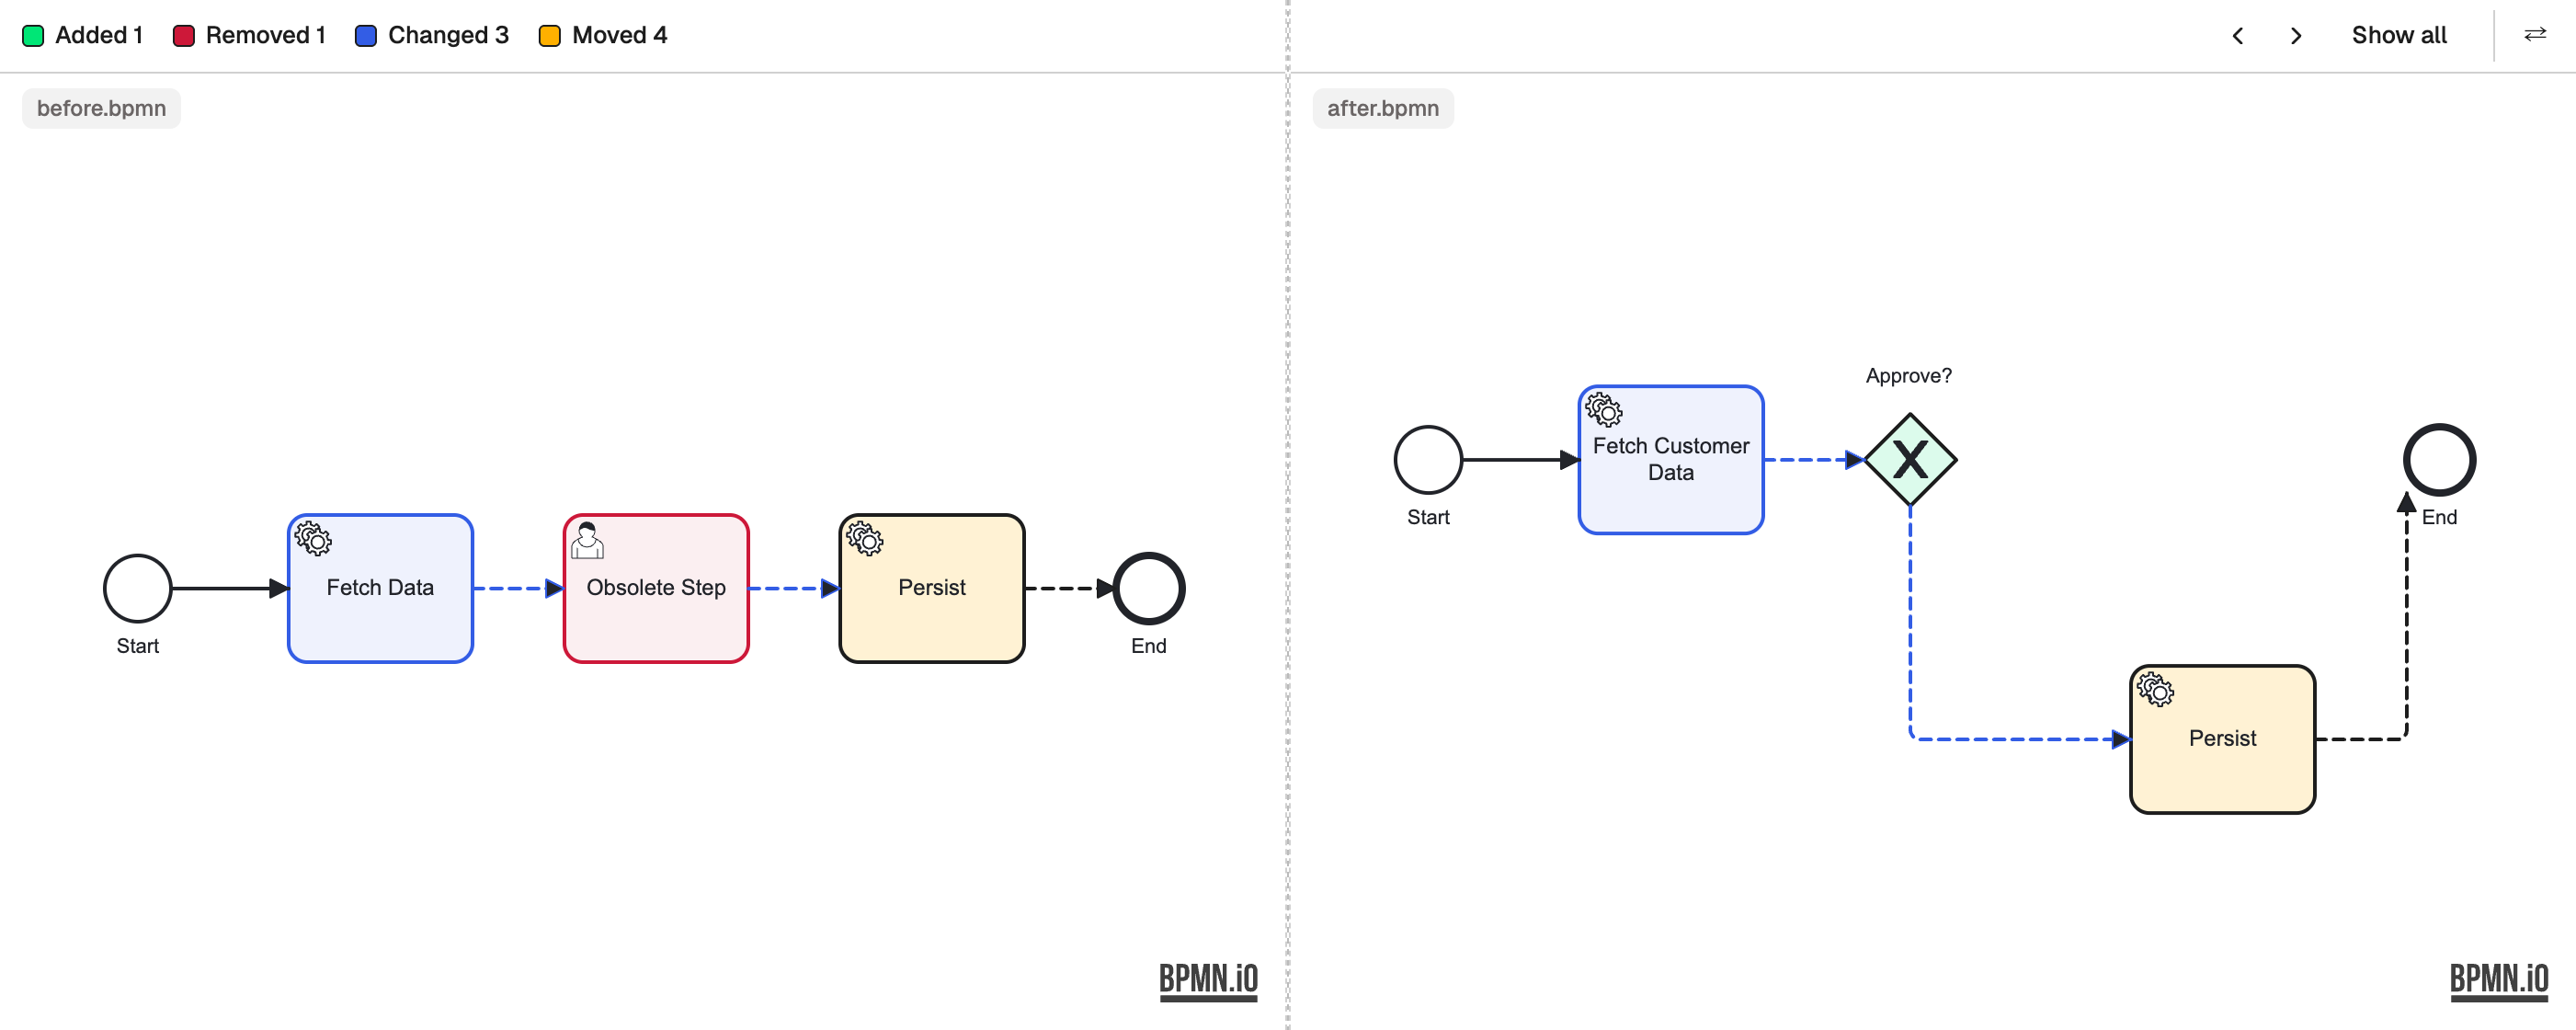 Added 1 Removed 1 Changed 3 Moved 4
Show all
before.bpmn
Fetch Data
Obsolete Step
Persist
Start
End
BPMN.iO
after.bpmn
Approve?
Fetch Customer
Data
X
Start
End
Persist
BPMN.iO